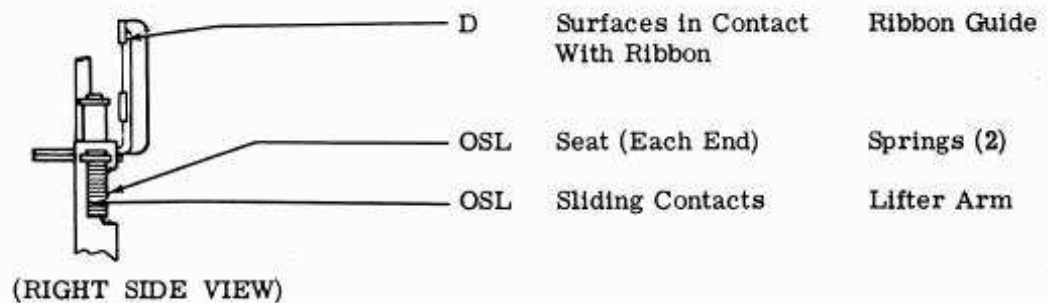 D Surfaces in Contact Ribbon Guide
With Ribbon
OSL Seat (Each End) Springs (2)
OSL Sliding Contacts Lifter Arm
(RIGHT SIDE VIEW)